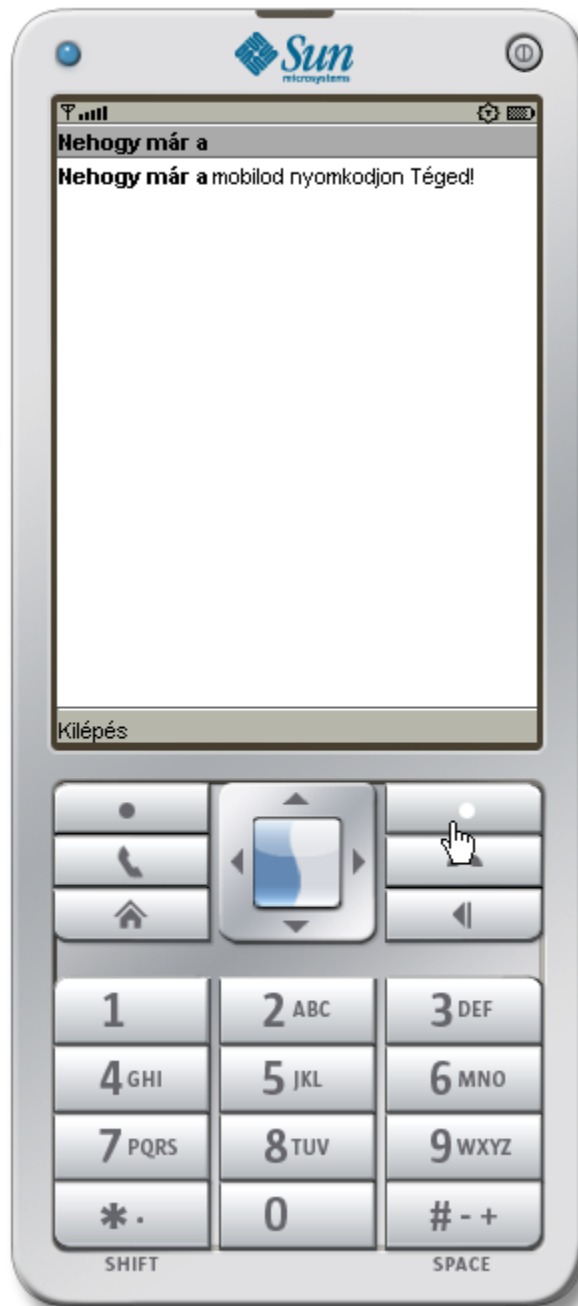 Sun
microsystems
Nehogy már a
Nehogy már a mobilod nyomkodjon Téged!
Kilépés
1
2 ABC
3 DEF
4 GHI
5 JKL
6 MNO
7 PQRS
8 TUV
9 WXYZ
* .
0
# - +
SHIFT
SPACE